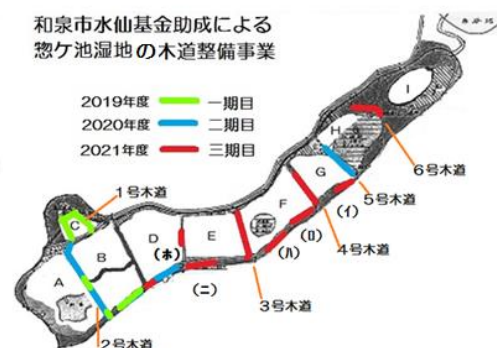 和泉市水仙基金助成による
惣ケ池湿地の木道整備事業
2019年度 一期目
2020年度 二期目
2021年度 三期目
I
H
6号木道
G
5号木道
1号木道
C
F
(イ)
(ロ)
4号木道
B
D
E
(ホ)
(ハ)
A
(ニ)
3号木道
2号木道